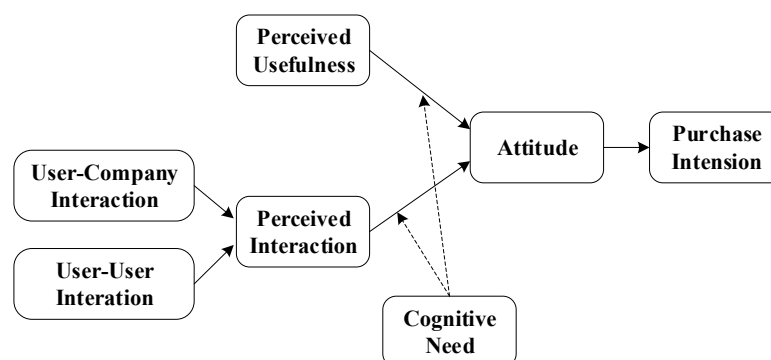 Perceived
Usefulness
Attitude
Purchase
Intension
User-Company
Interaction
Perceived
Interaction
User-User
Interation
Cognitive
Need